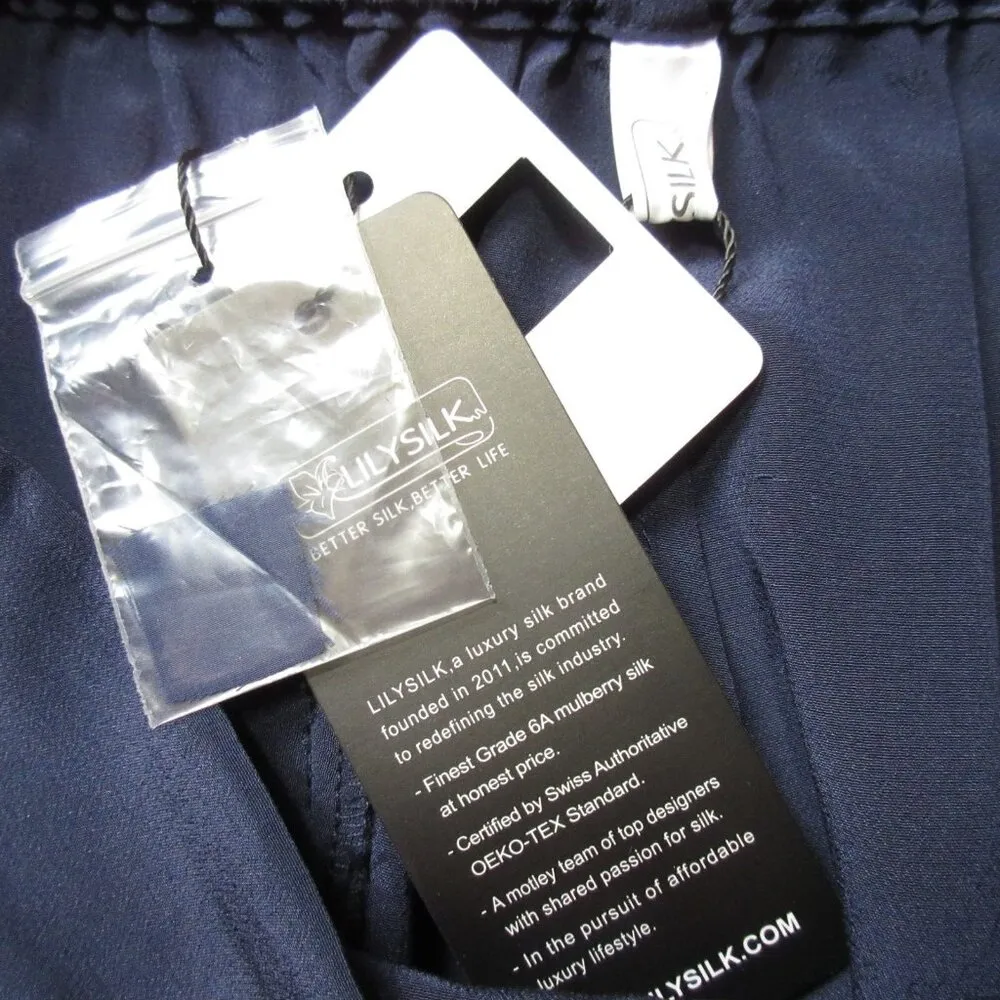 SILK
LILYSILK
BETTER SILK,BETTER LIFE
LILYSILK,a luxury silk brand
founded in 2011,is committed
to redefining the silk industry.
- Finest Grade 6A mulberry silk
at honest price.
- Certified by Swiss Authoritative
OEKO-TEX Standard.
- A motley team of top designers
with shared passion for silk.
- In the pursuit of affordable
luxury lifestyle.
LYSILK.COM